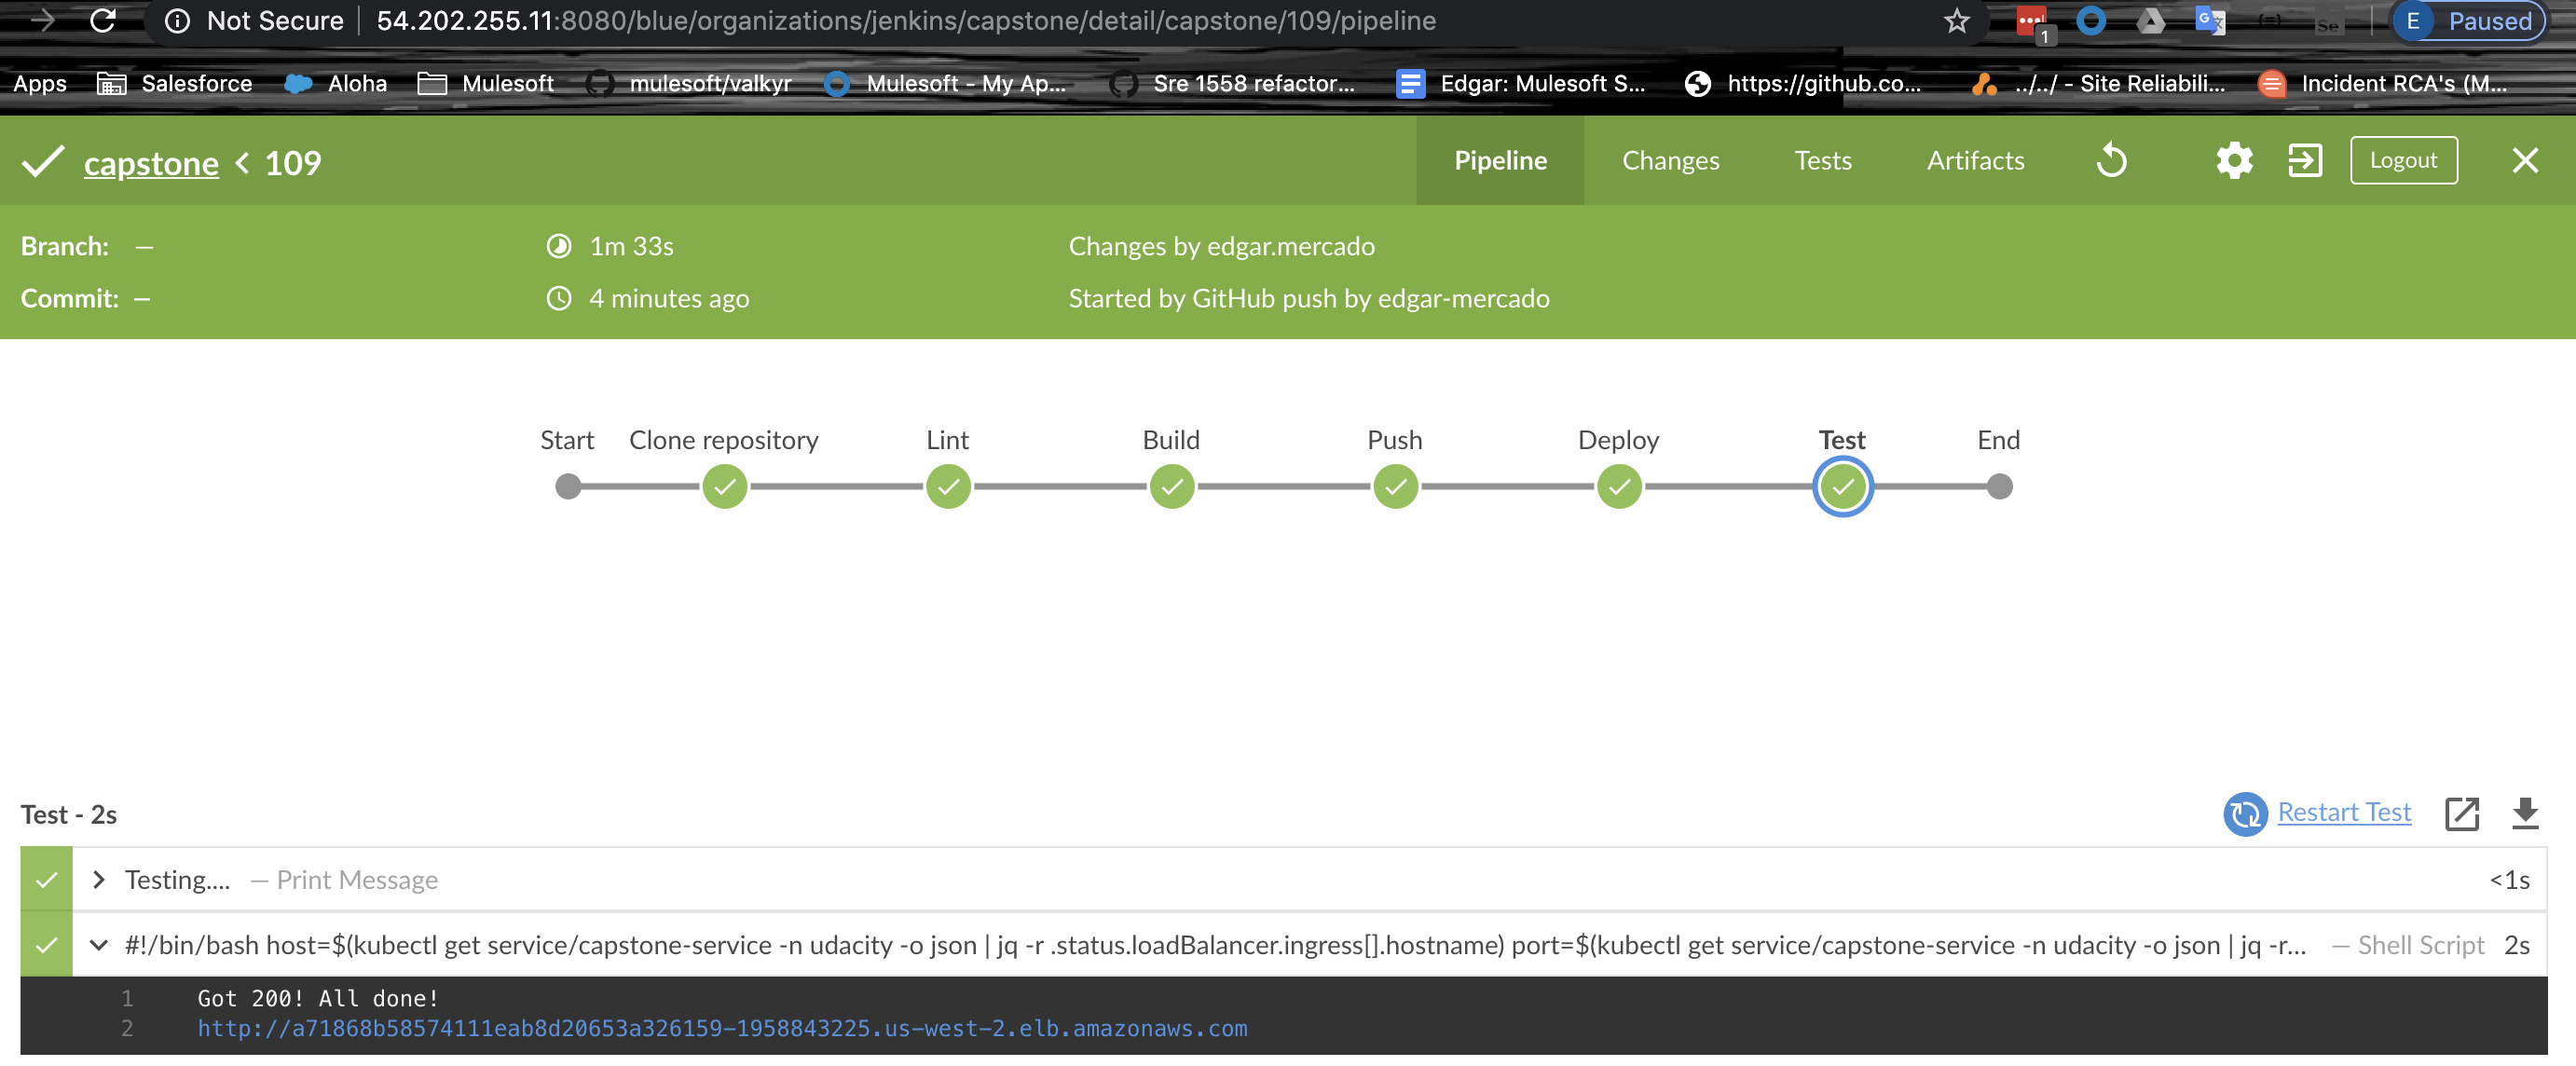 Not Secure 54.202.255.11:8080/blue/organizations/jenkins/capstone/detail/capstone/109/pipeline 1 Se E Paused
Apps Salesforce Aloha Mulesoft mulesoft/valkyr Mulesoft - My Ap... Sre 1558 refactor... Edgar: Mulesoft S... https://github.co... ../../ - Site Reliabili... Incident RCA's (M...
capstone < 109 Pipeline Changes Tests Artifacts Logout
Branch: — 1m 33s Changes by edgar.mercado
Commit: — 4 minutes ago Started by GitHub push by edgar-mercado
Start Clone repository Lint Build Push Deploy Test End
Test - 2s Restart Test
Testing.... — Print Message <1s
#!/bin/bash host=$(kubectl get service/capstone-service -n udacity -o json | jq -r .status.loadBalancer.ingress[].hostname) port=$(kubectl get service/capstone-service -n udacity -o json | jq -r... — Shell Script 2s
1 Got 200! All done!
2 http://a71868b58574111eab8d20653a326159-1958843225.us-west-2.elb.amazonaws.com